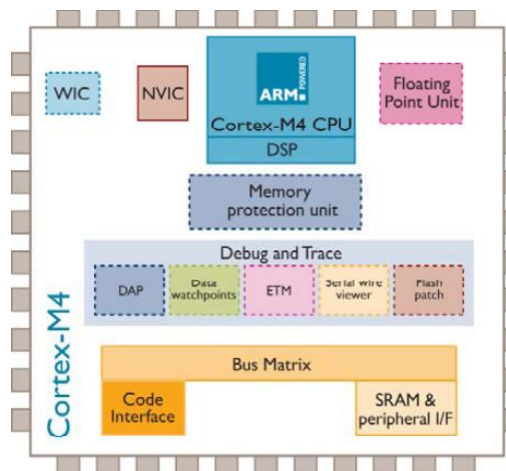 WIC
NVIC
ARM
POWERED
Cortex-M4 CPU
DSP
Floating
Point Unit
Memory
protection unit
Debug and Trace
DAP
Data
watchpoints
ETM
Serial wire
viewer
Flash
patch
Cortex-M4
Bus Matrix
Code
Interface
SRAM &
peripheral I/F